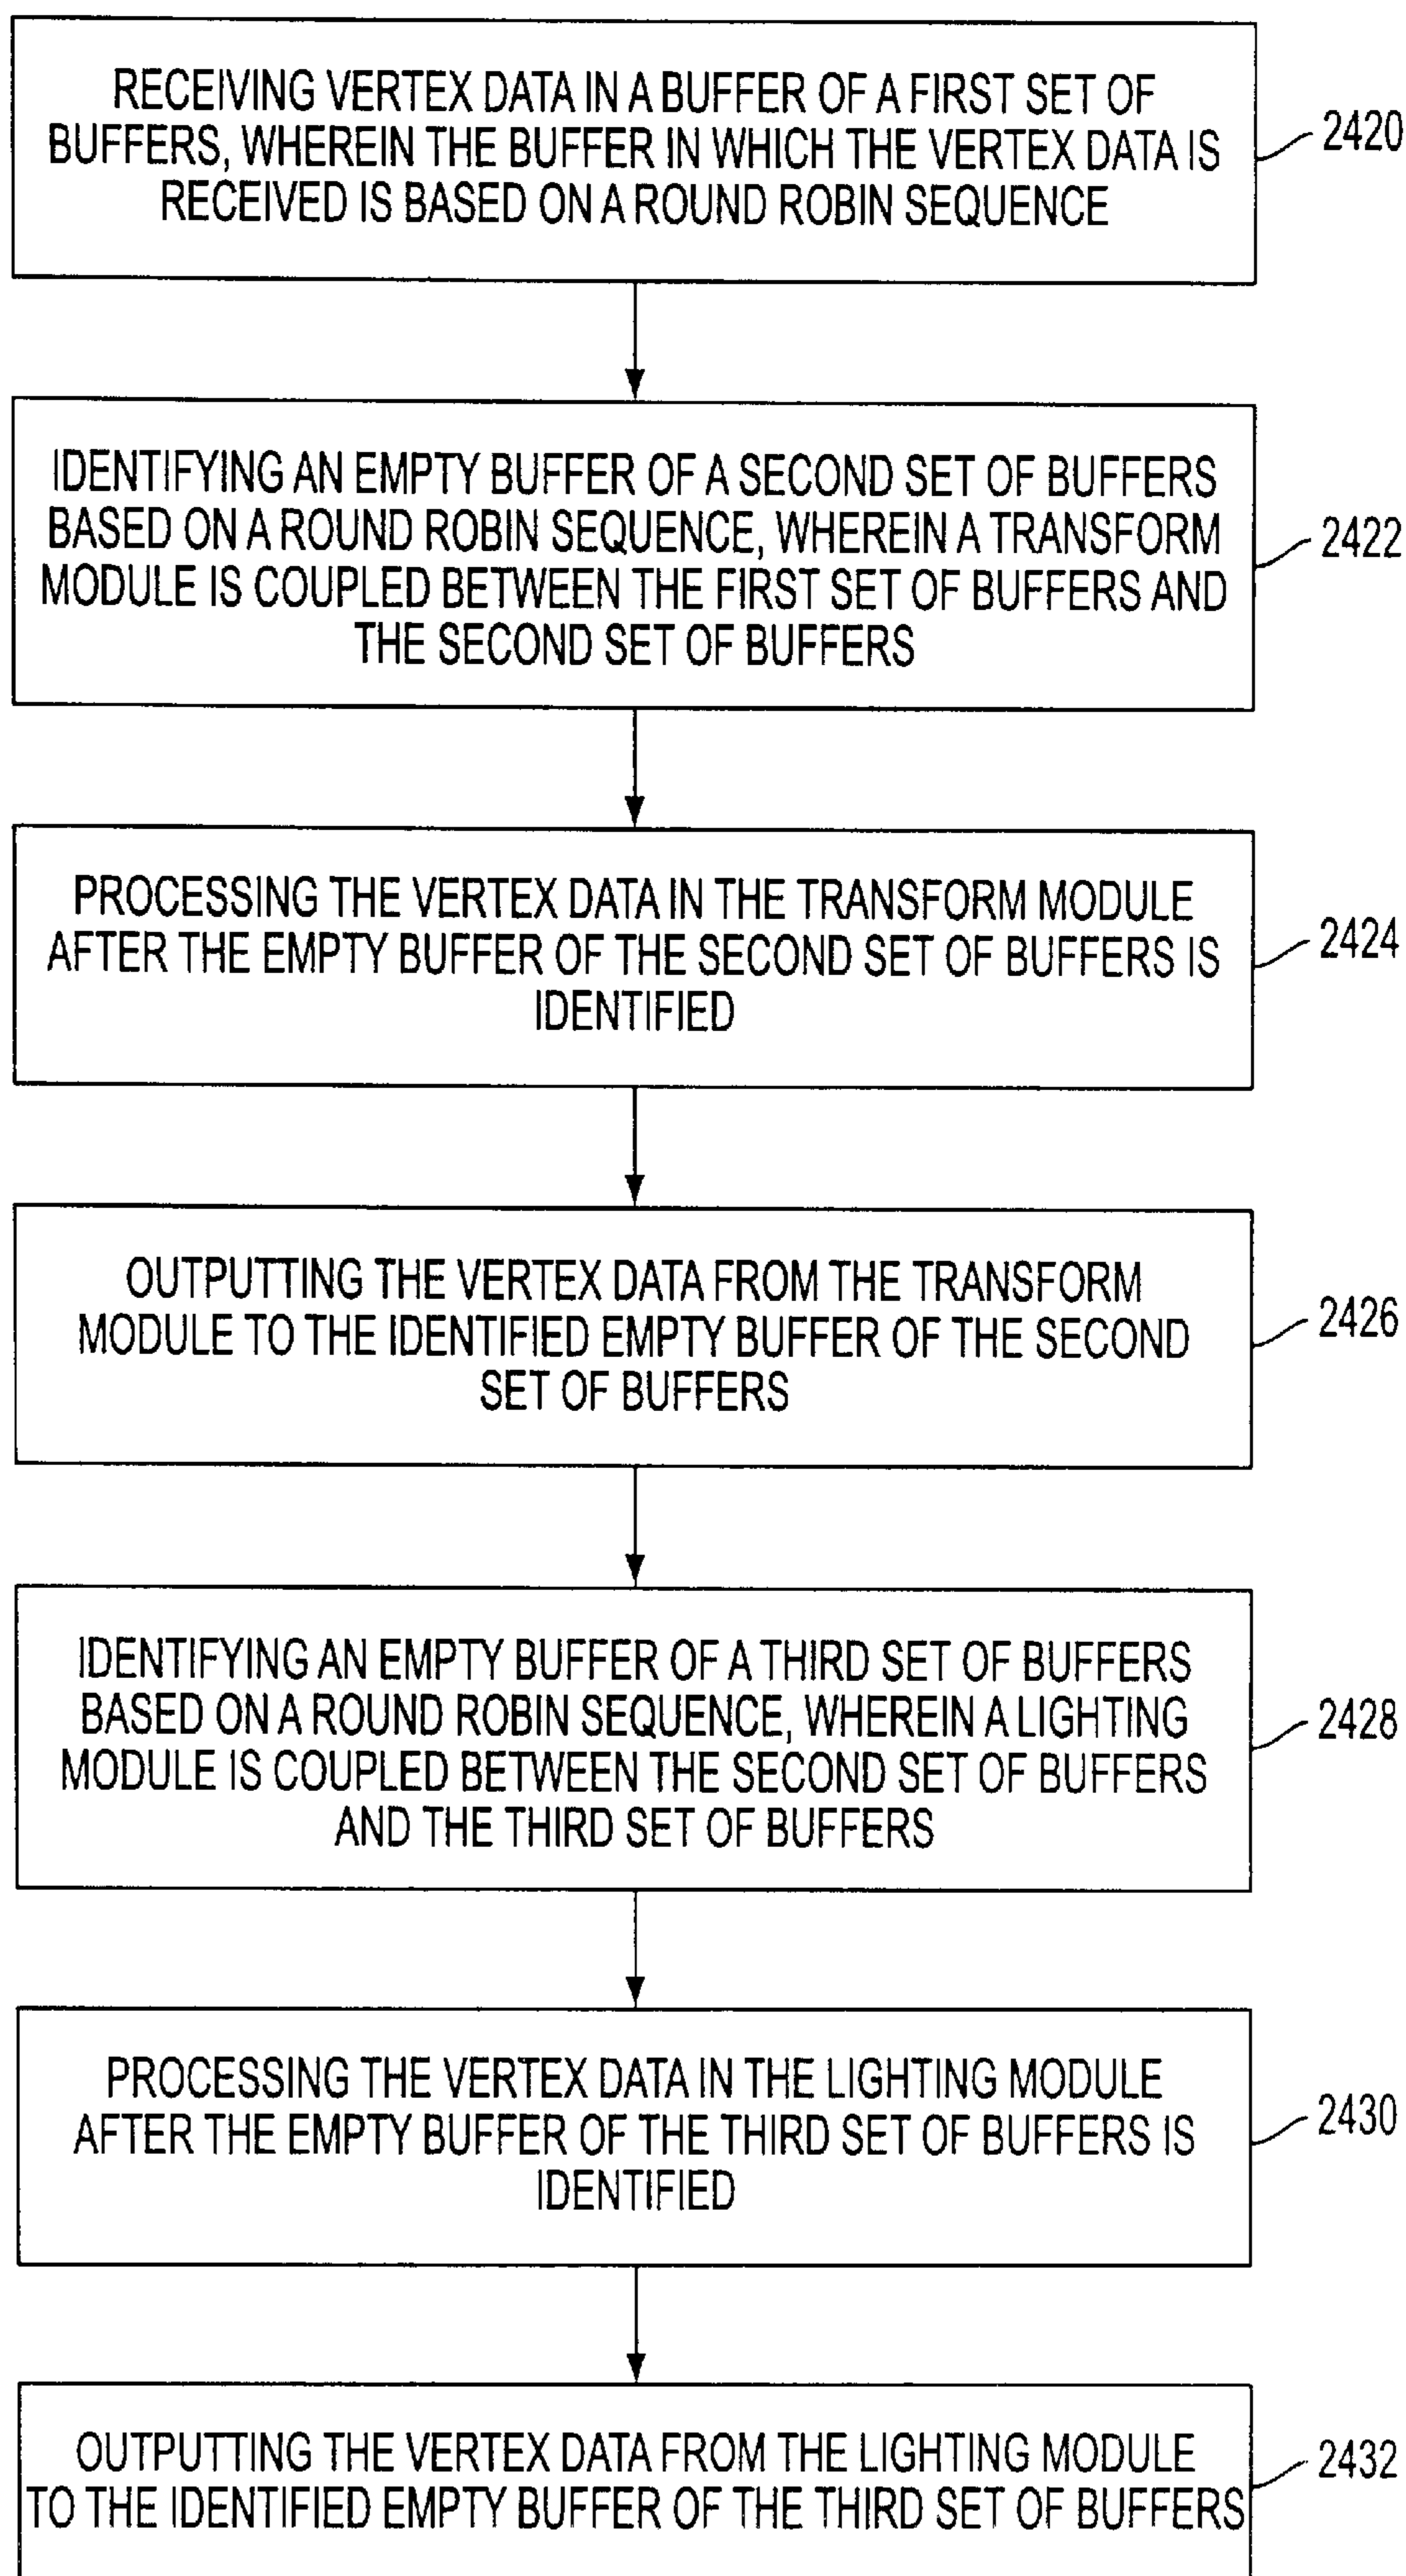 RECEIVING VERTEX DATA IN A BUFFER OF A FIRST SET OF
BUFFERS, WHEREIN THE BUFFER IN WHICH THE VERTEX DATA IS
RECEIVED IS BASED ON A ROUND ROBIN SEQUENCE
2420
IDENTIFYING AN EMPTY BUFFER OF A SECOND SET OF BUFFERS
BASED ON A ROUND ROBIN SEQUENCE, WHEREIN A TRANSFORM
MODULE IS COUPLED BETWEEN THE FIRST SET OF BUFFERS AND
THE SECOND SET OF BUFFERS
2422
PROCESSING THE VERTEX DATA IN THE TRANSFORM MODULE
AFTER THE EMPTY BUFFER OF THE SECOND SET OF BUFFERS IS
IDENTIFIED
2424
OUTPUTTING THE VERTEX DATA FROM THE TRANSFORM
MODULE TO THE IDENTIFIED EMPTY BUFFER OF THE SECOND
SET OF BUFFERS
2426
IDENTIFYING AN EMPTY BUFFER OF A THIRD SET OF BUFFERS
BASED ON A ROUND ROBIN SEQUENCE, WHEREIN A LIGHTING
MODULE IS COUPLED BETWEEN THE SECOND SET OF BUFFERS
AND THE THIRD SET OF BUFFERS
2428
PROCESSING THE VERTEX DATA IN THE LIGHTING MODULE
AFTER THE EMPTY BUFFER OF THE THIRD SET OF BUFFERS IS
IDENTIFIED
2430
OUTPUTTING THE VERTEX DATA FROM THE LIGHTING MODULE
TO THE IDENTIFIED EMPTY BUFFER OF THE THIRD SET OF BUFFERS
2432